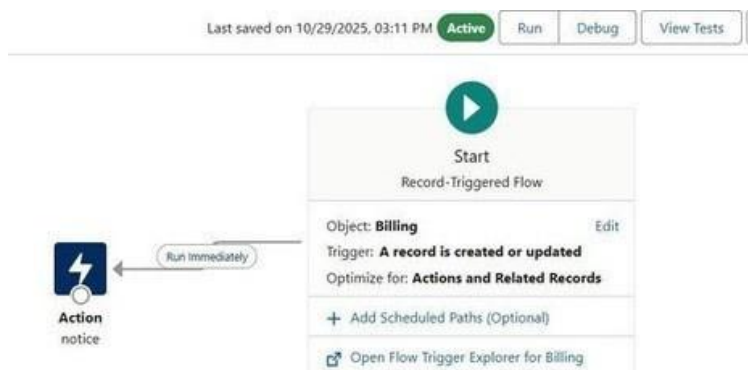 Last saved on 10/29/2025, 03:11 PM Active Run Debug View Tests
Start
Record-Triggered Flow
Object: Billing Edit
Trigger: A record is created or updated
Optimize for: Actions and Related Records
Run Immediately
Action
notice
+ Add Scheduled Paths (Optional)
Open Flow Trigger Explorer for Billing